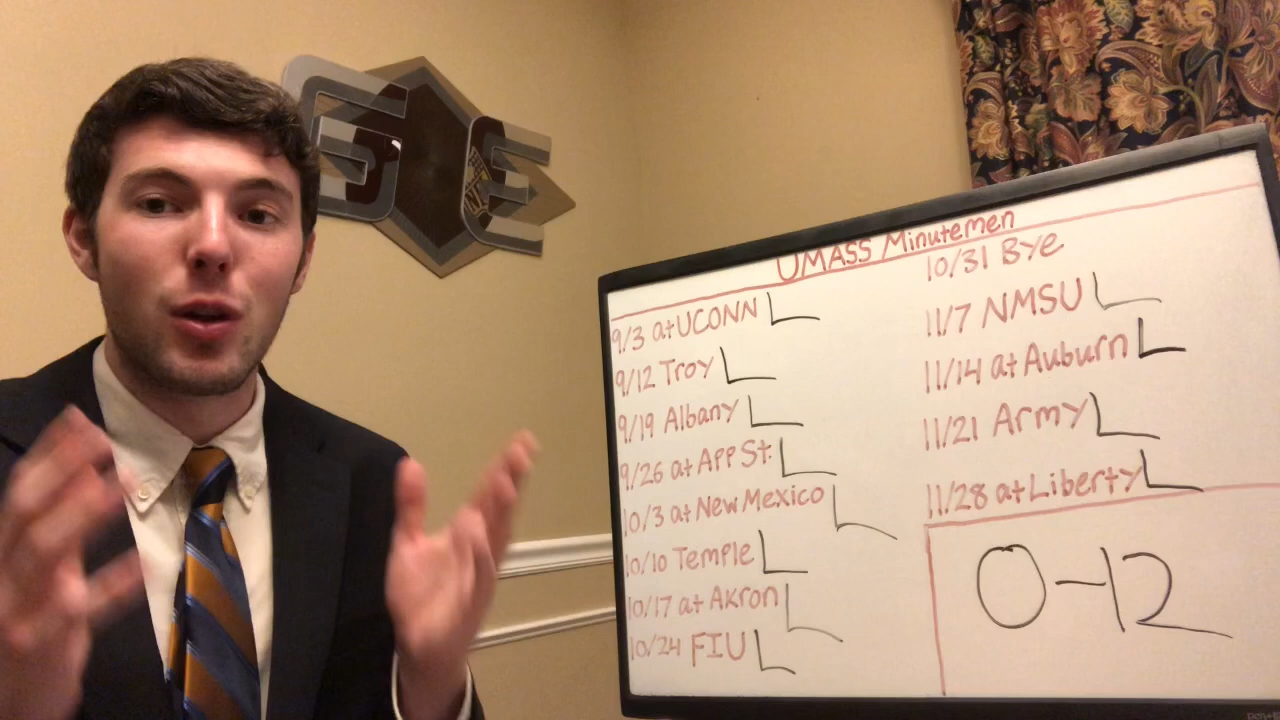 GE
UMASS Minutemen
9/3 at UCONN L
9/12 Troy L
9/19 Albany L
9/26 at App St. L
10/3 at New Mexico L
10/10 Temple L
10/17 at Akron L
10/24 FIU L
10/31 Bye
11/7 NMSU L
11/14 at Auburn L
11/21 Army L
11/28 at Liberty L
0-12